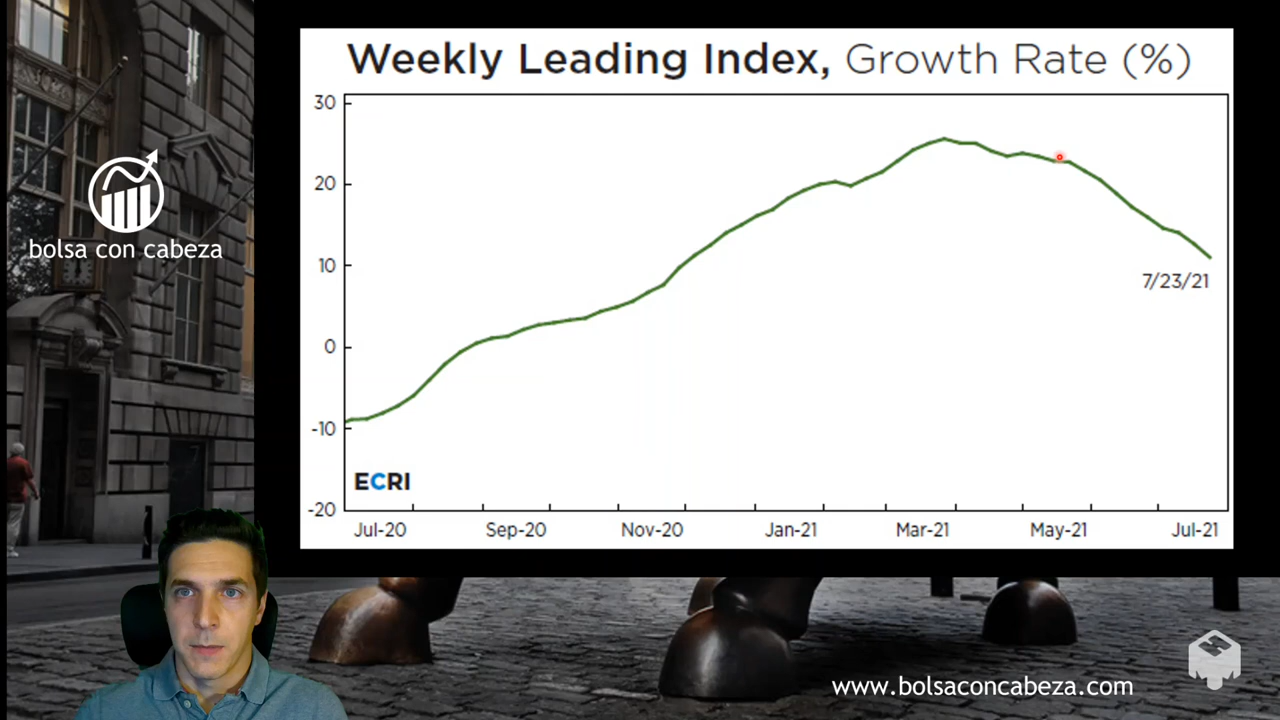 Weekly Leading Index, Growth Rate (%)
30
20
10
0
-10
-20
7/23/21
ECRI
Jul-20 Sep-20 Nov-20 Jan-21 Mar-21 May-21 Jul-21
bolsa con cabeza
www.bolsaconcabeza.com